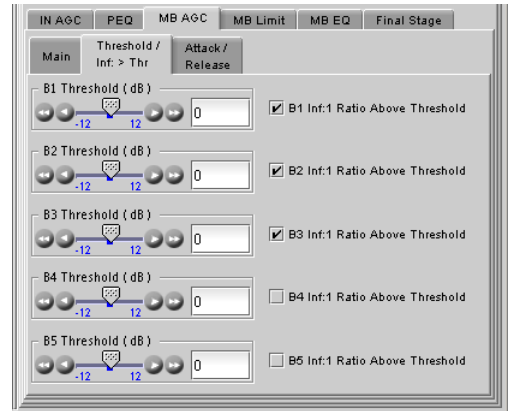 IN AGC PEQ MB AGC MB Limit MB EQ Final Stage
Main Threshold / Inf: > Thr Attack / Release
B1 Threshold ( dB )
-12 12 0
B1 Inf:1 Ratio Above Threshold
B2 Threshold ( dB )
-12 12 0
B2 Inf:1 Ratio Above Threshold
B3 Threshold ( dB )
-12 12 0
B3 Inf:1 Ratio Above Threshold
B4 Threshold ( dB )
-12 12 0
B4 Inf:1 Ratio Above Threshold
B5 Threshold ( dB )
-12 12 0
B5 Inf:1 Ratio Above Threshold